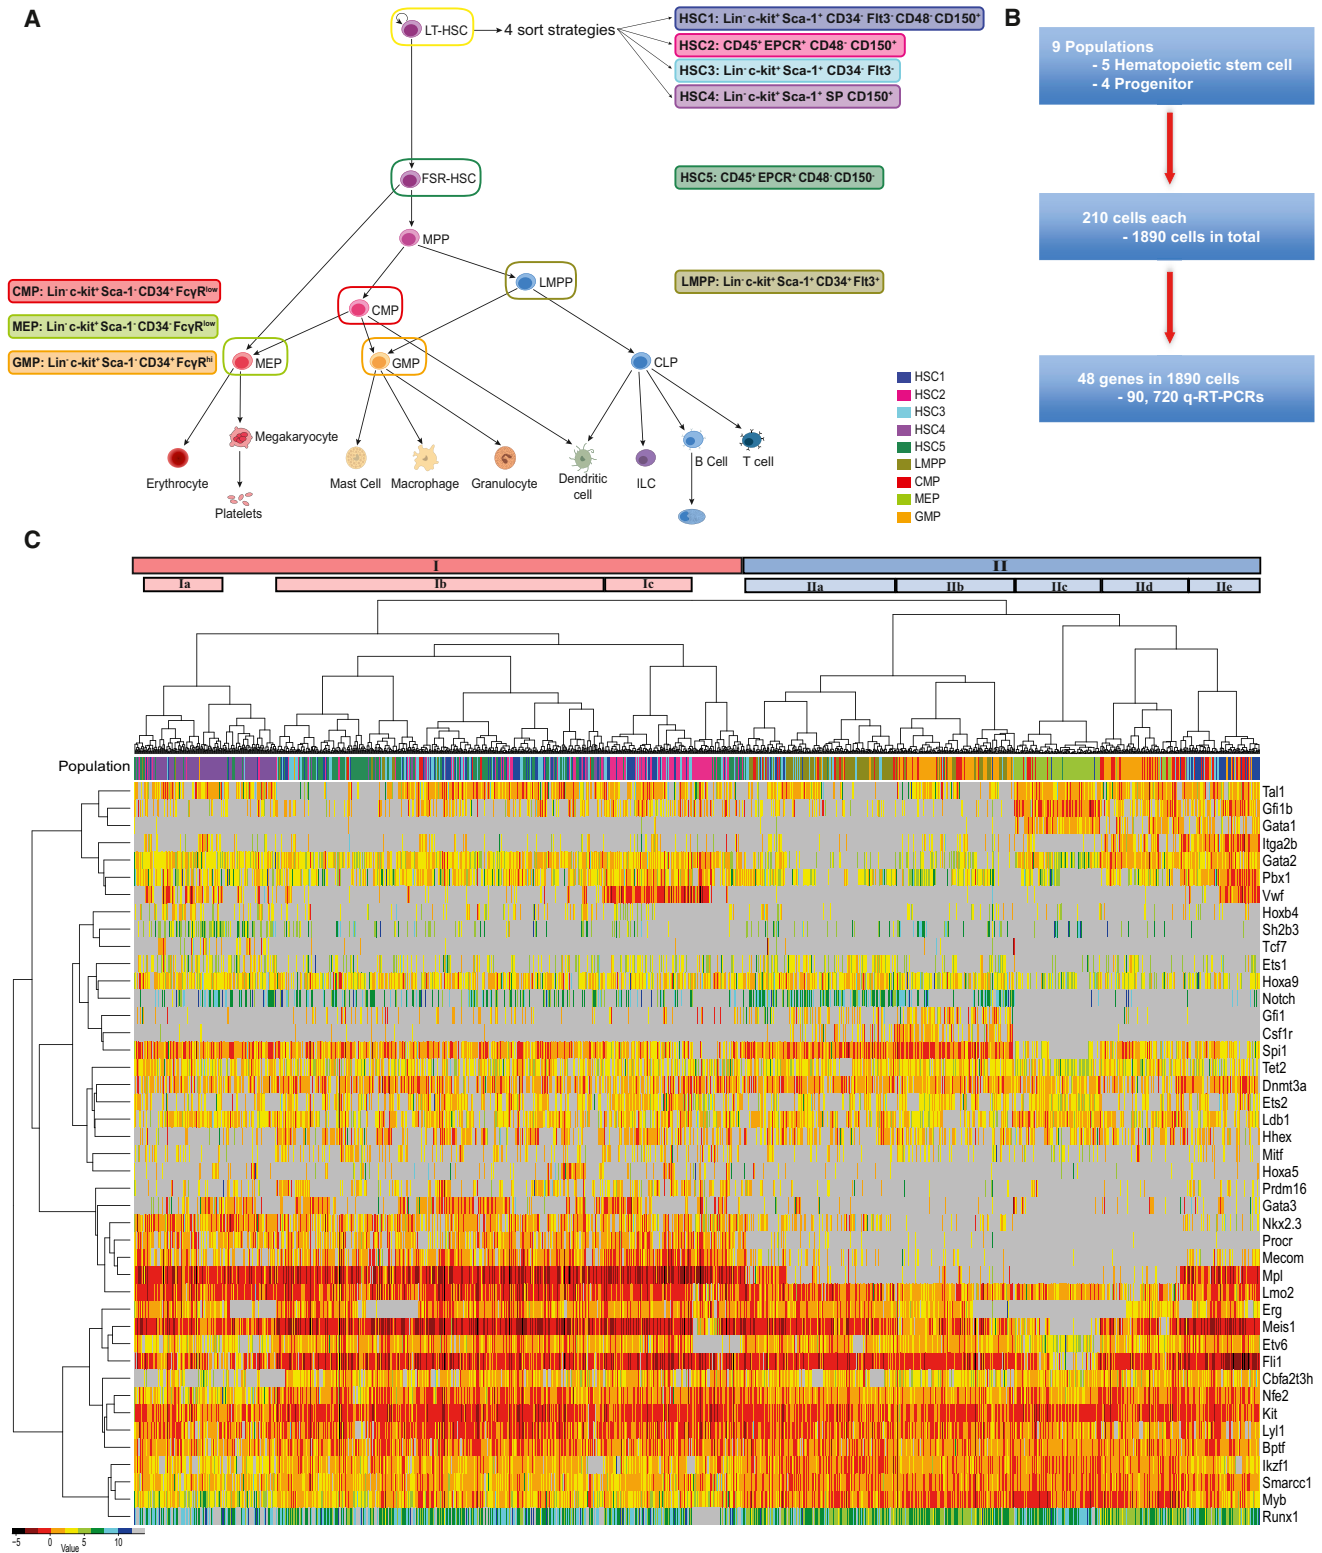 A
LT-HSC
4 sort strategies
HSC1: Lin⁻ c-kit⁺ Sca-1⁺ CD34⁻ Flt3⁻ CD48⁻ CD150⁺
HSC2: CD45⁺ EPCR⁺ CD48⁻ CD150⁺
HSC3: Lin⁻ c-kit⁺ Sca-1⁺ CD34⁻ Flt3⁻
HSC4: Lin⁻ c-kit⁺ Sca-1⁺ SP CD150⁺
FSR-HSC
HSC5: CD45⁺ EPCR⁺ CD48⁻ CD150⁻
MPP
LMPP
LMPP: Lin⁻ c-kit⁺ Sca-1⁺ CD34⁺ Flt3⁺
CMP: Lin⁻ c-kit⁺ Sca-1⁻ CD34⁺ FcγRlow
MEP: Lin⁻ c-kit⁺ Sca-1⁻ CD34⁻ FcγRlow
GMP: Lin⁻ c-kit⁺ Sca-1⁻ CD34⁺ FcγRhi
CMP
MEP
GMP
CLP
Megakaryocyte
Erythrocyte
Platelets
Mast Cell
Macrophage
Granulocyte
Dendritic
cell
ILC
B Cell
T cell
HSC1
HSC2
HSC3
HSC4
HSC5
LMPP
CMP
MEP
GMP
B
9 Populations
- 5 Hematopoietic stem cell
- 4 Progenitor
210 cells each
- 1890 cells in total
48 genes in 1890 cells
- 90, 720 q-RT-PCRs
C
I
II
Ia
Ib
Ic
IIa
IIb
IIc
IId
IIe
Population
Tal1
Gfi1b
Gata1
Itga2b
Gata2
Pbx1
Vwf
Hoxb4
Sh2b3
Tcf7
Ets1
Hoxa9
Notch
Gfi1
Csf1r
Spi1
Tet2
Dnmt3a
Ets2
Ldb1
Hhex
Mitf
Hoxa5
Prdm16
Gata3
Nkx2.3
Procr
Mecom
Mpl
Lmo2
Erg
Meis1
Etv6
Fli1
Cbfa2t3h
Nfe2
Kit
Lyl1
Bptf
Ikzf1
Smarcc1
Myb
Runx1
−5 0 5 10
Value